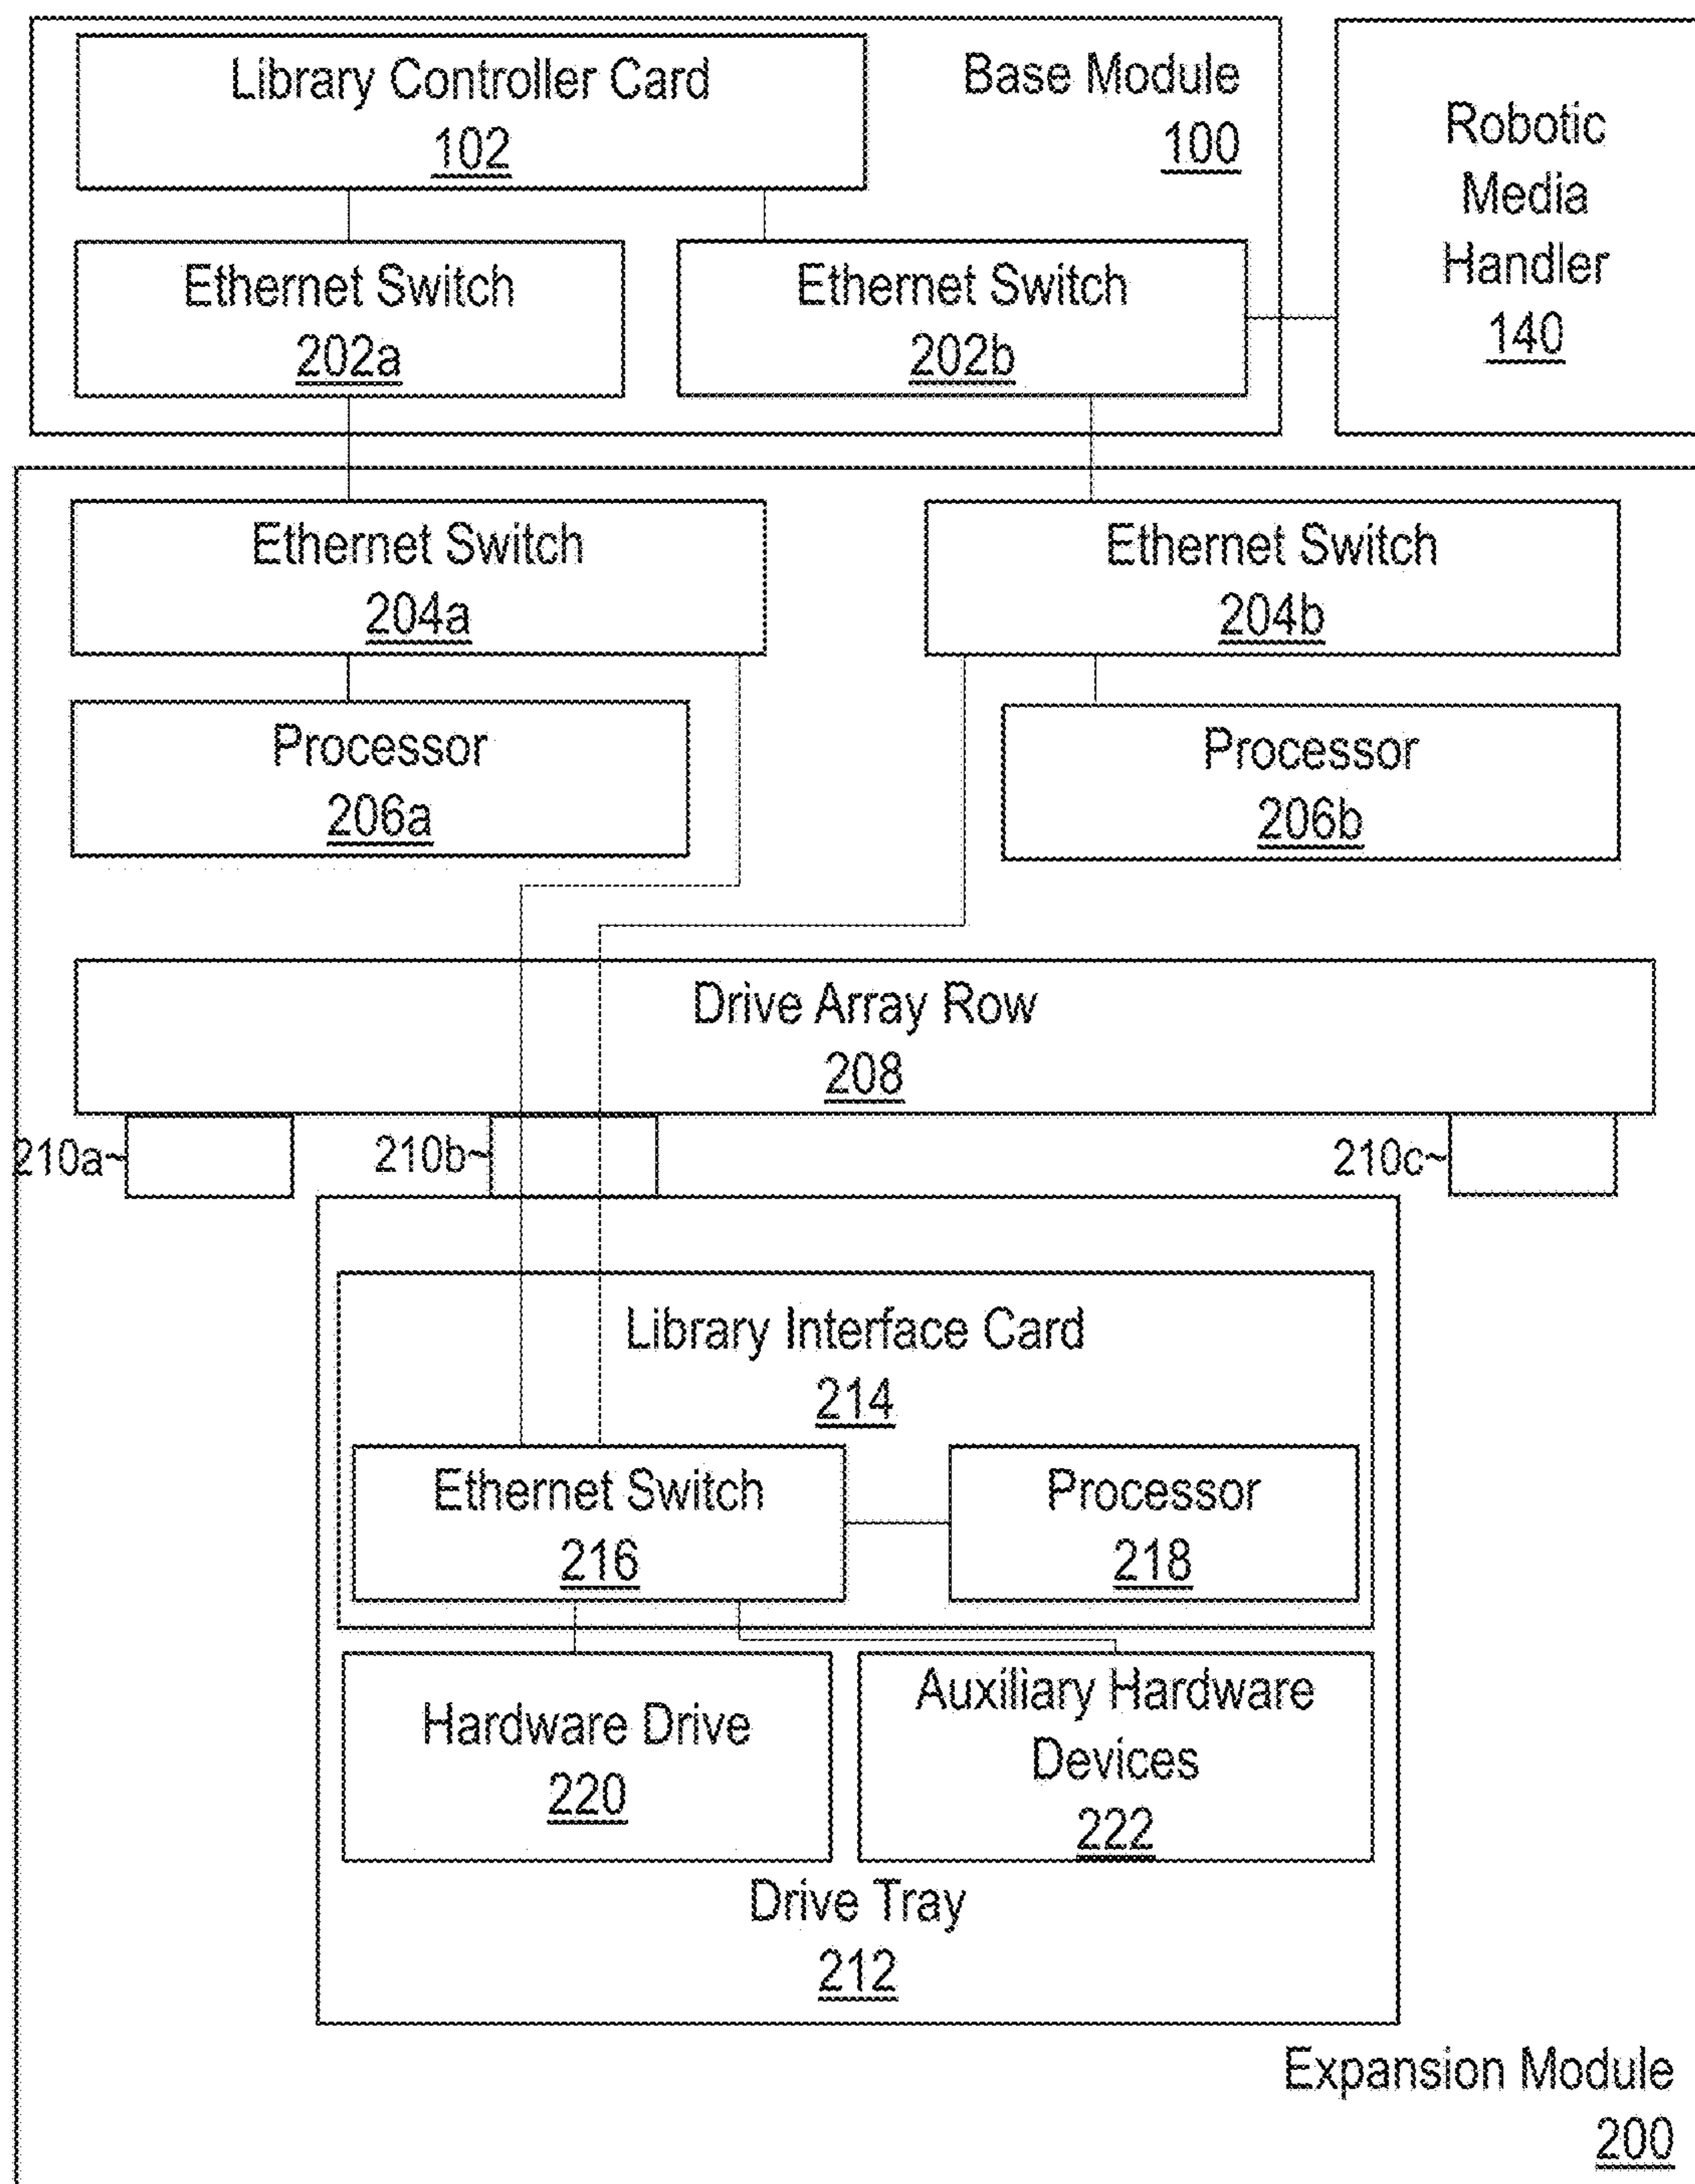 Library Controller Card
102
Base Module
100
Robotic
Media
Handler
140
Ethernet Switch
202a
Ethernet Switch
202b
Ethernet Switch
204a
Ethernet Switch
204b
Processor
206a
Processor
206b
Drive Array Row
208
210a
210b
210c
Library Interface Card
214
Ethernet Switch
216
Processor
218
Hardware Drive
220
Auxiliary Hardware
Devices
222
Drive Tray
212
Expansion Module
200